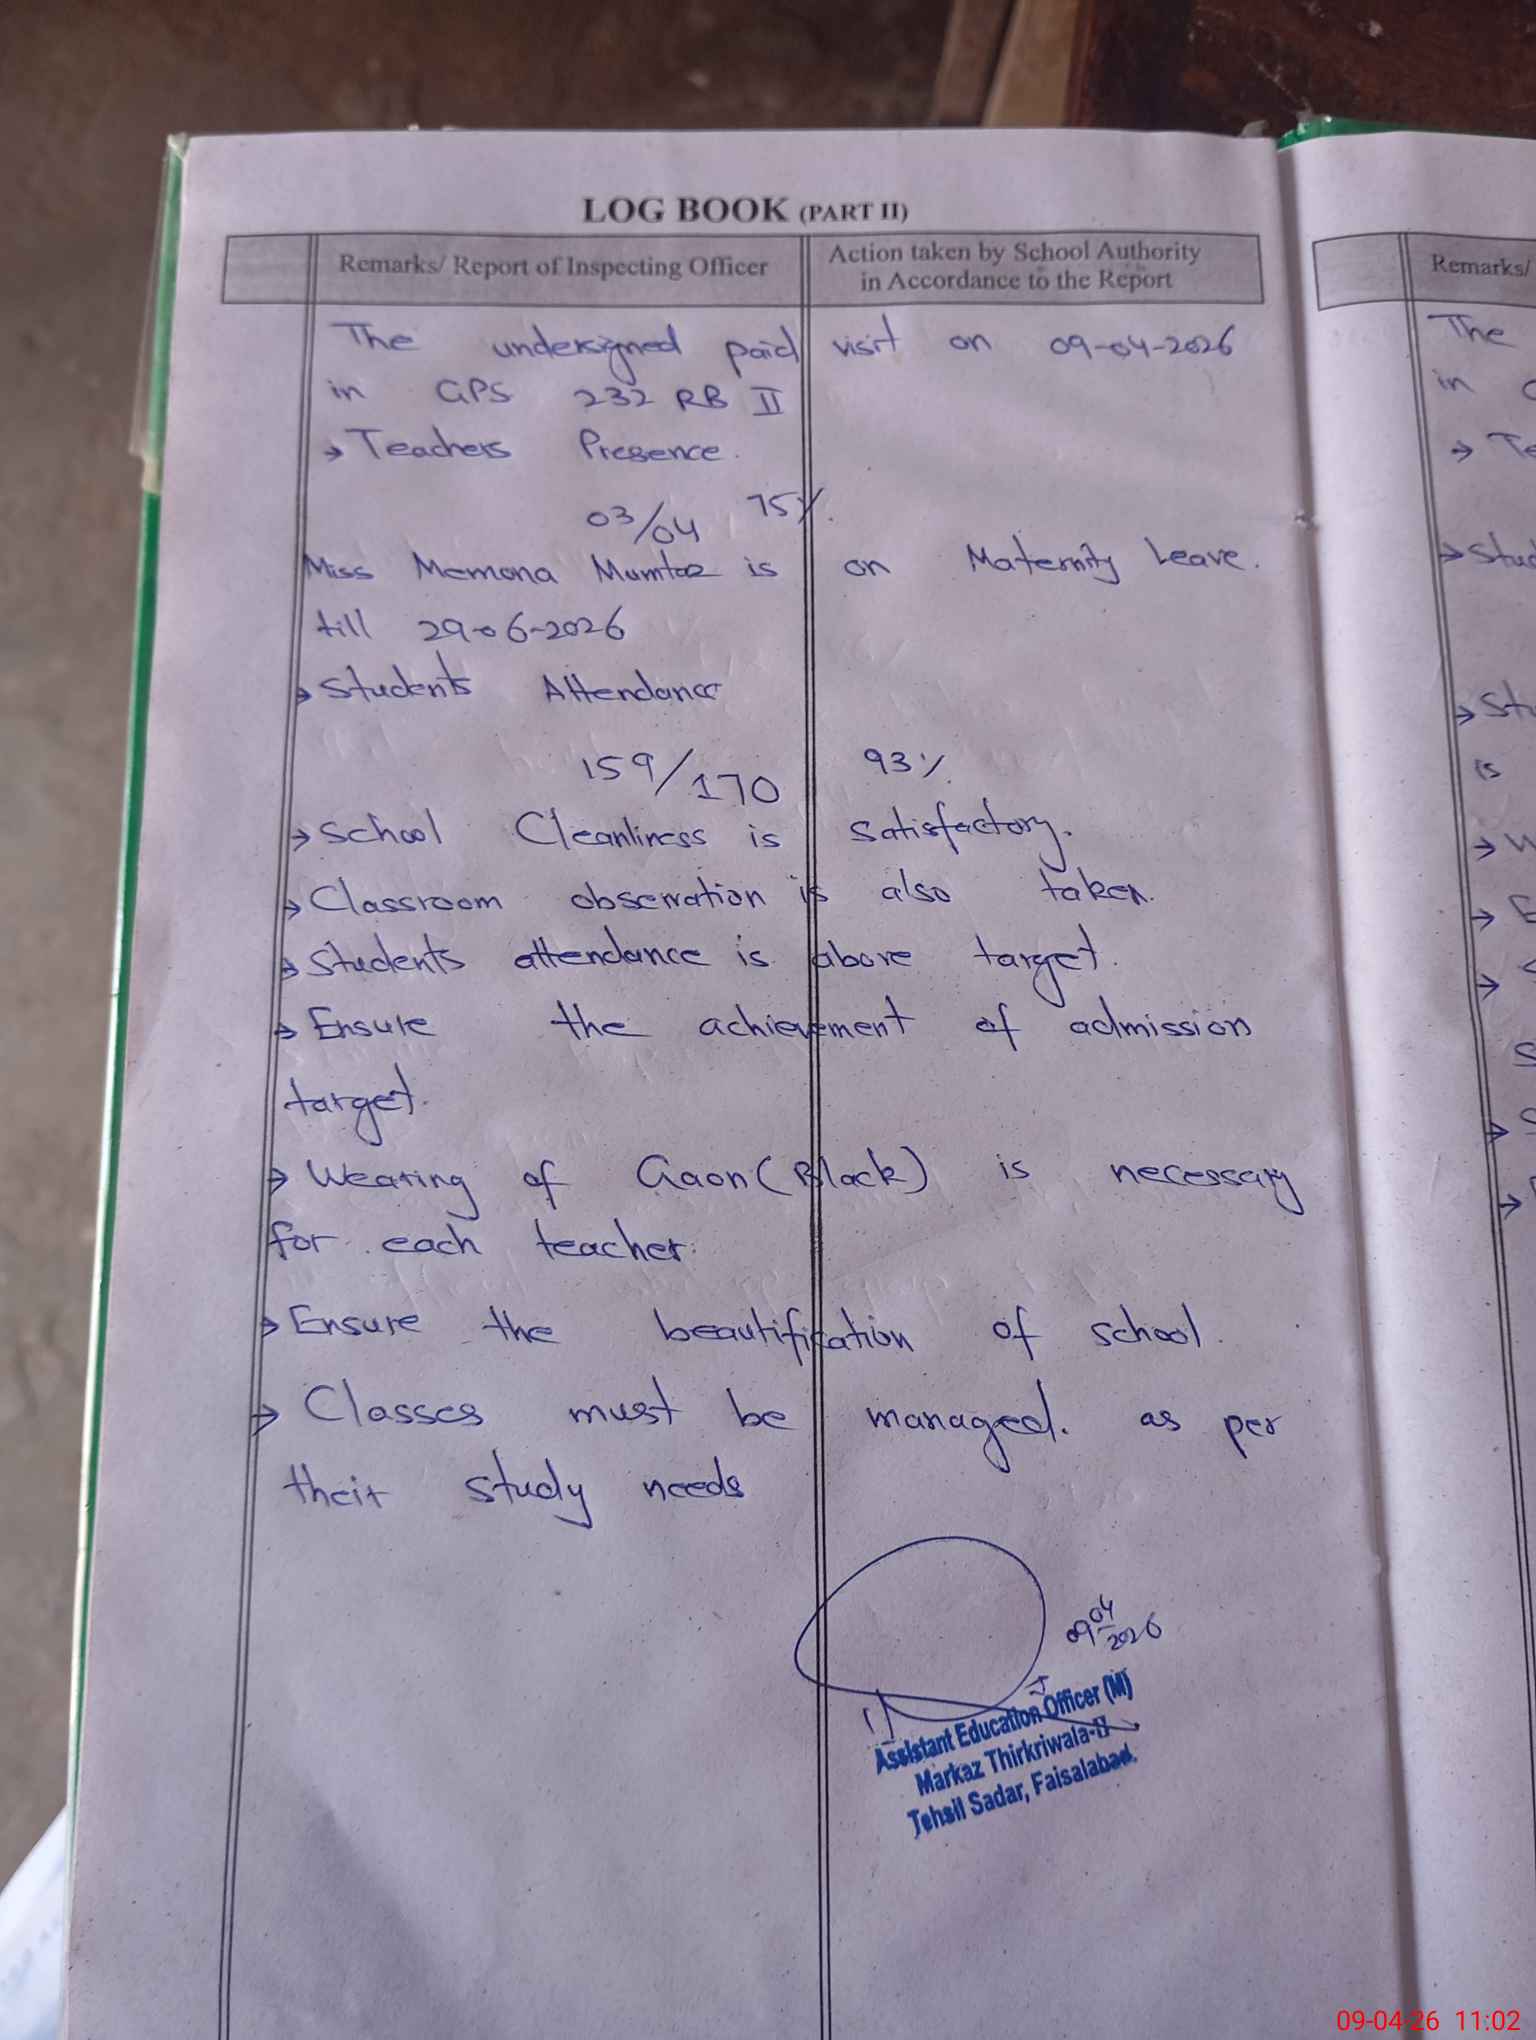 LOG BOOK (PART II)
Remarks/ Report of Inspecting Officer
Action taken by School Authority
in Accordance to the Report
The undersigned paid visit on 09-04-2026
in GPS 232 RB II
→ Teachers Presence.
03/04 75%.
Miss Memona Mumtaz is on Maternity Leave.
till 29-06-2026
→ Students Attendance
159/170 93%
→ School Cleanliness is satisfactory.
→ Classroom observation is also taken.
→ Students attendance is above target.
→ Ensure the achievement of admission
target.
→ Wearing of Gaon (Black) is necessary
for each teacher.
→ Ensure the beautification of school.
→ Classes must be managed. as per
their study needs
09 04 2026
Assistant Education Officer (M)
Markaz Thirkriwala-II
Tehsil Sadar, Faisalabad.
Remarks/
The
in
→ Te
→ Stud
→ Stu
is
09-04-26 11:02